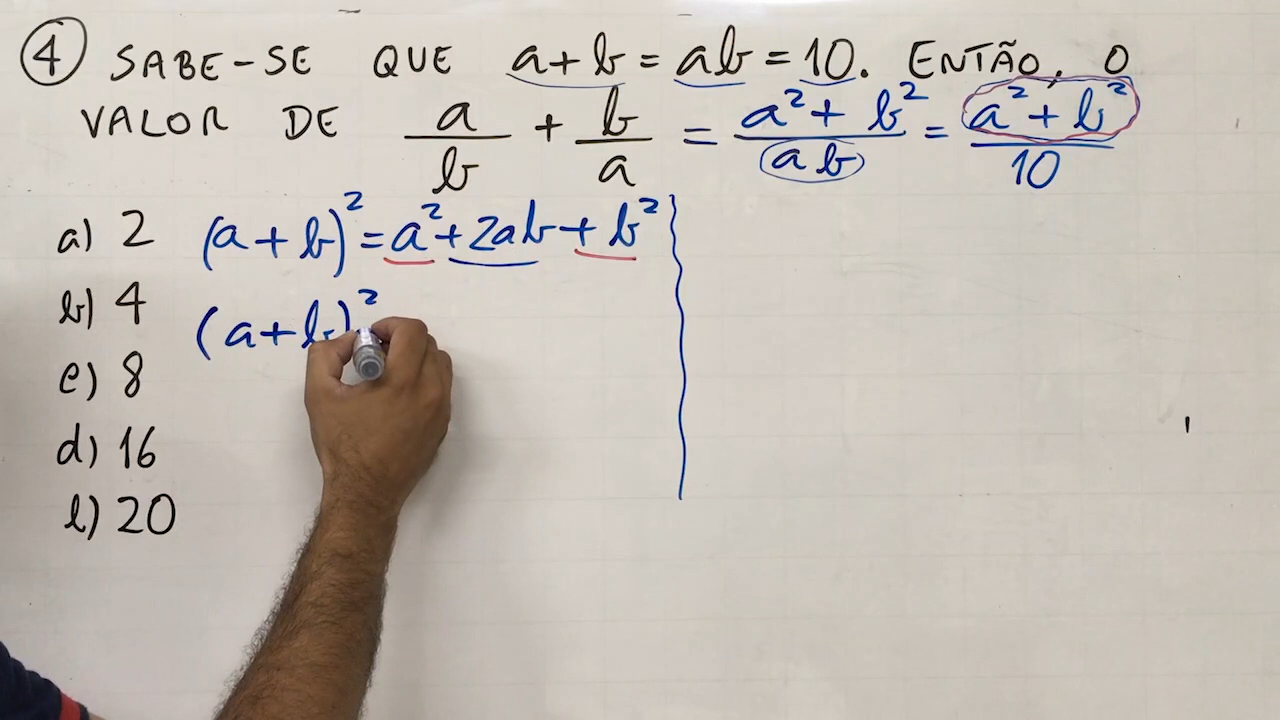 4 SABE-SE QUE a+b = ab = 10. ENTÃO, O
VALOR DE a/b + b/a = a²+b²/ab = a²+b²/10
a) 2 (a+b)² = a²+2ab+b²
b) 4 (a+b)²
c) 8
d) 16
e) 20